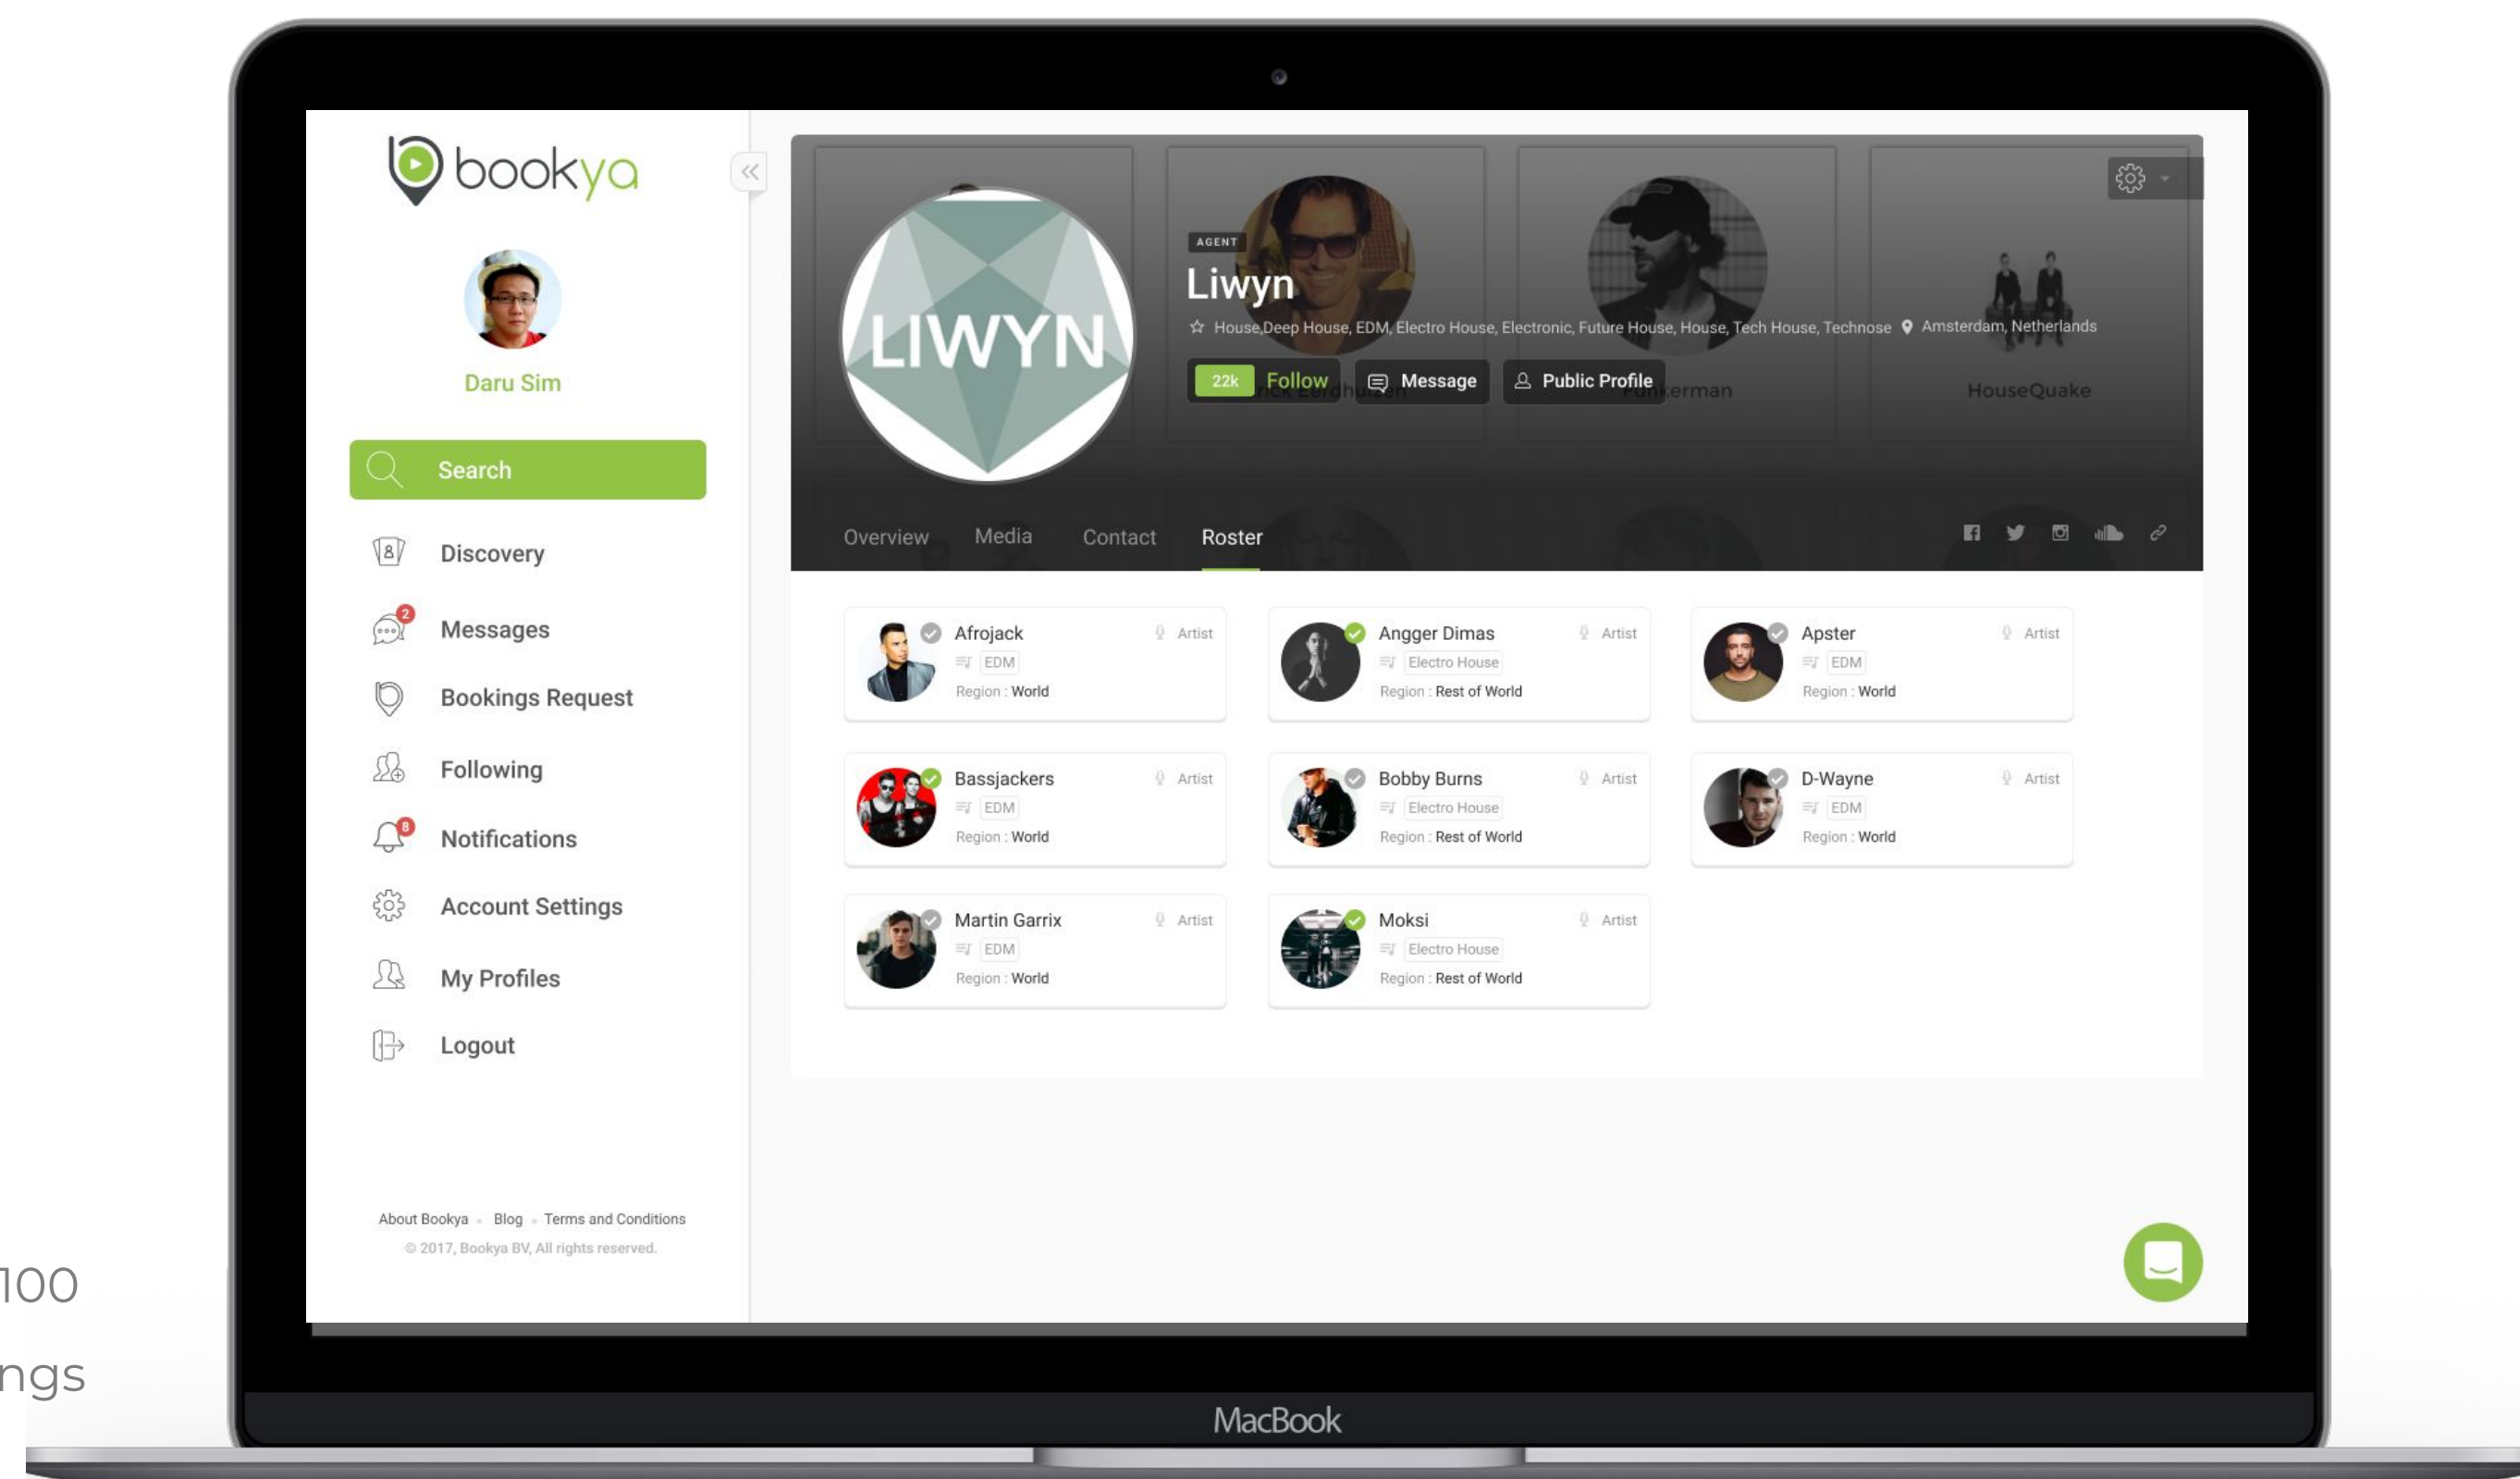 bookya
Daru Sim
Search
Discovery
2
Messages
Bookings Request
Following
8
Notifications
Account Settings
My Profiles
Logout
About Bookya Blog Terms and Conditions
© 2017, Bookya BV, All rights reserved.
LIWYN
AGENT
Liwyn
House,Deep House, EDM, Electro House, Electronic, Future House, House, Tech House, Technose Amsterdam, Netherlands
22k Follow Message Public Profile
HouseQuake
Overview Media Contact Roster
Afrojack Artist
EDM
Region : World
Angger Dimas Artist
Electro House
Region : Rest of World
Apster Artist
EDM
Region : World
Bassjackers Artist
EDM
Region : World
Bobby Burns Artist
Electro House
Region : Rest of World
D-Wayne Artist
EDM
Region : World
Martin Garrix Artist
EDM
Region : World
Moksi Artist
Electro House
Region : Rest of World
100
ngs
MacBook